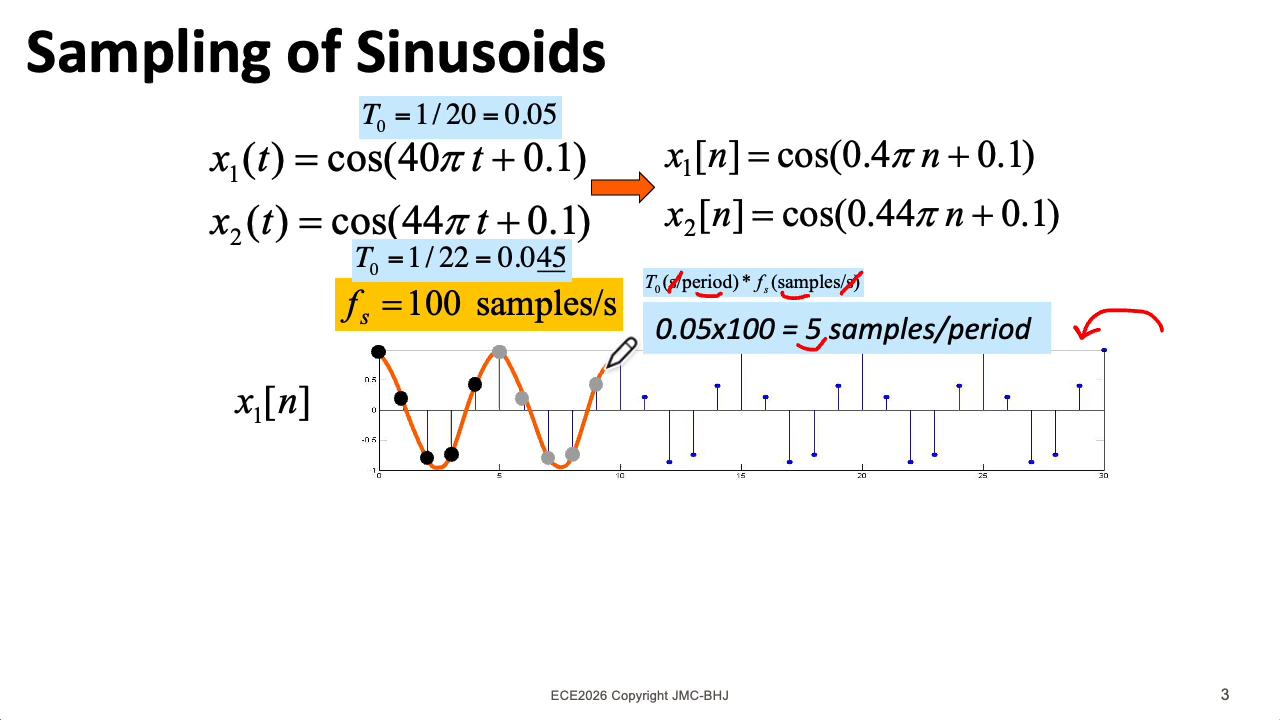 Sampling of Sinusoids
T₀ = 1 / 20 = 0.05
x₁(t) = cos(40π t + 0.1)
x₁[n] = cos(0.4π n + 0.1)
x₂(t) = cos(44π t + 0.1)
x₂[n] = cos(0.44π n + 0.1)
T₀ = 1 / 22 = 0.045
T₀(s/period) * fₛ(samples/s)
fₛ = 100 samples/s
0.05x100 = 5 samples/period
x₁[n]
0.5
0
-0.5
1
0 5 10 15 20 25 30
ECE2026 Copyright JMC-BHJ
3